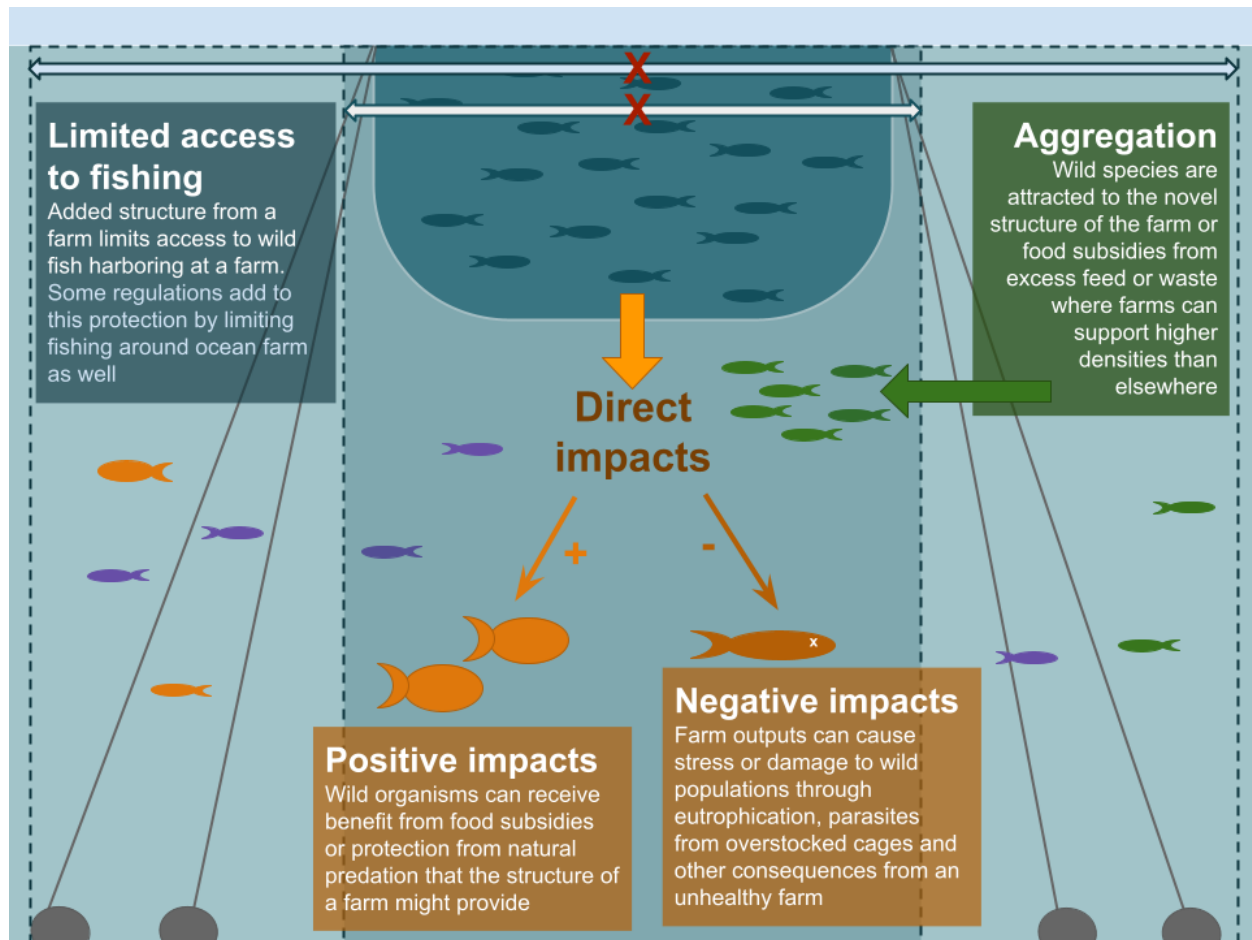 X
X
Limited access
to fishing
Added structure from a
farm limits access to wild
fish harboring at a farm.
Some regulations add to
this protection by limiting
fishing around ocean farm
as well
Aggregation
Wild species are
attracted to the novel
structure of the farm or
food subsidies from
excess feed or waste
where farms can
support higher
densities than
elsewhere
Direct
impacts
+
-
x
Positive impacts
Wild organisms can receive
benefit from food subsidies
or protection from natural
predation that the structure of
a farm might provide
Negative impacts
Farm outputs can cause
stress or damage to wild
populations through
eutrophication, parasites
from overstocked cages and
other consequences from an
unhealthy farm